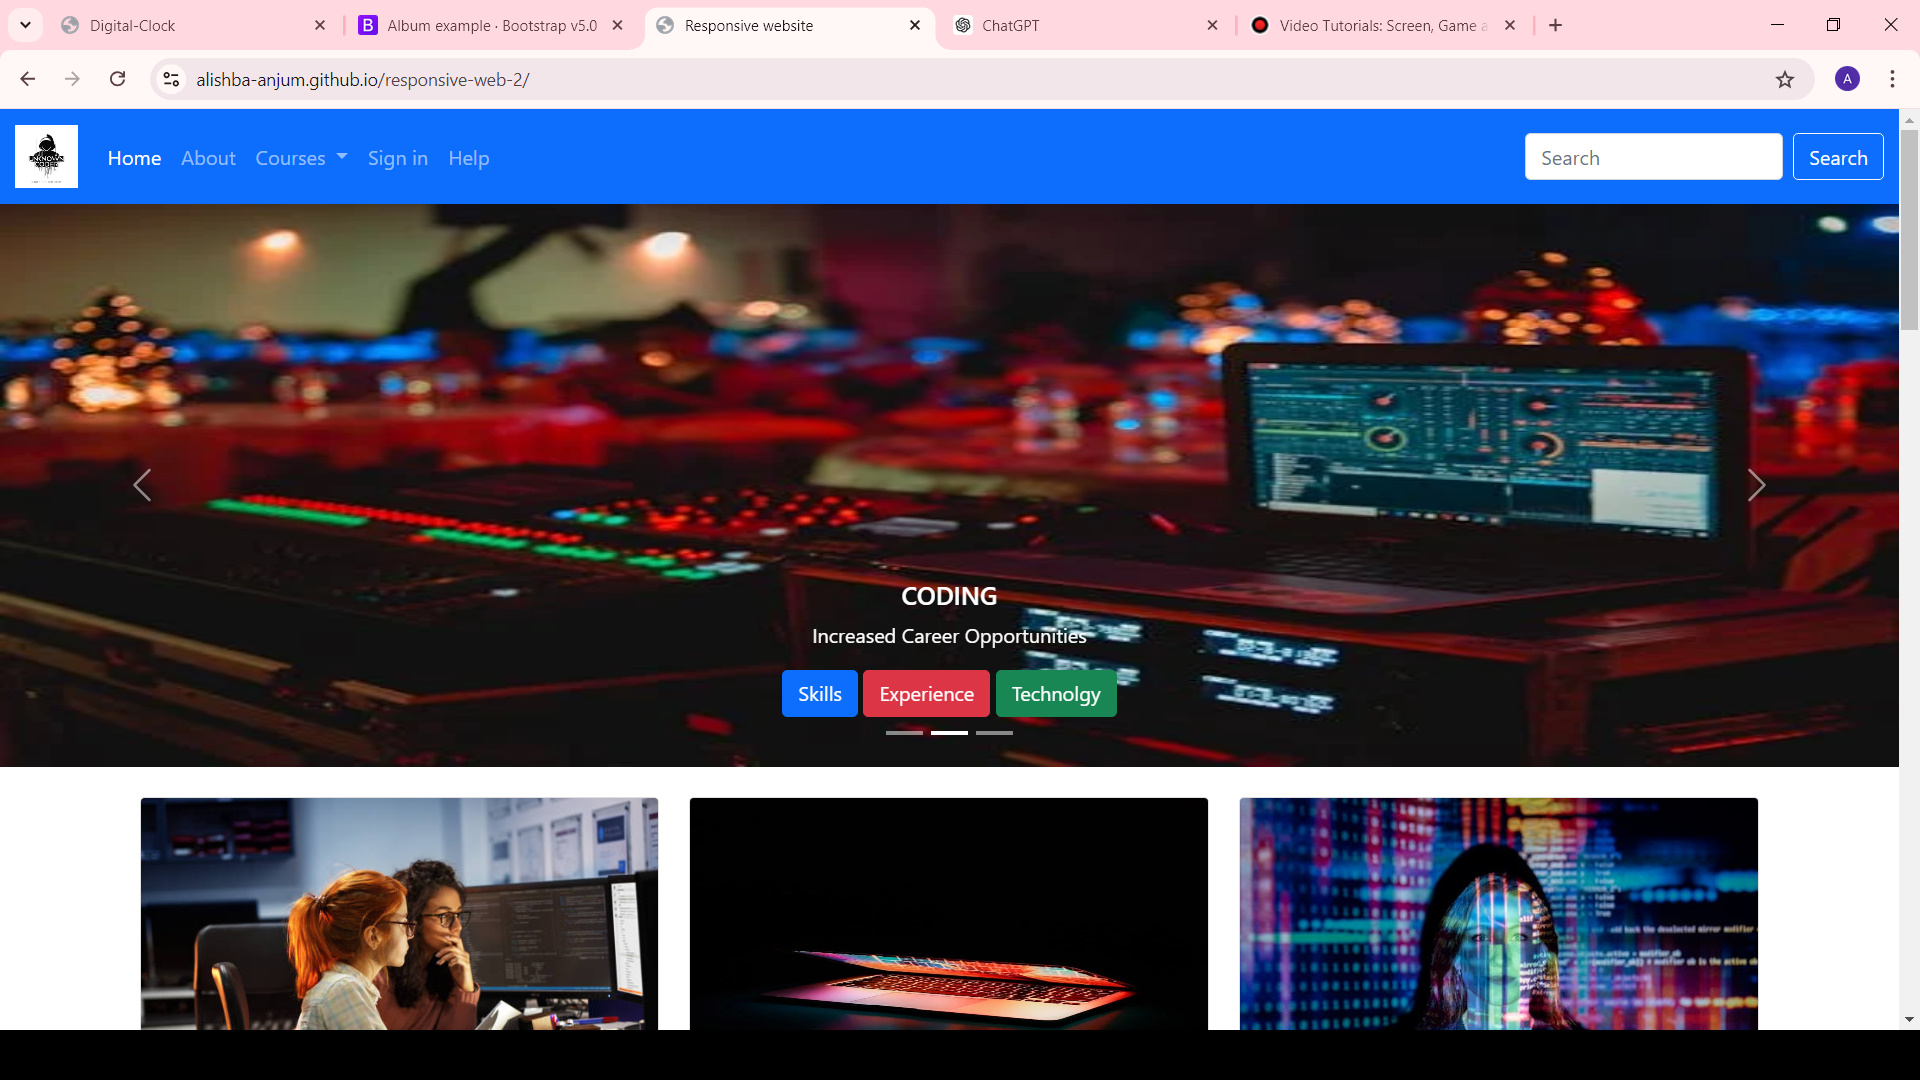 Digital-Clock
Album example · Bootstrap v5.0
Responsive website
ChatGPT
Video Tutorials: Screen, Game a
alishba-anjum.github.io/responsive-web-2/
A
Home About Courses Sign in Help
Search
Search
CODING
Increased Career Opportunities
Skills Experience Technolgy